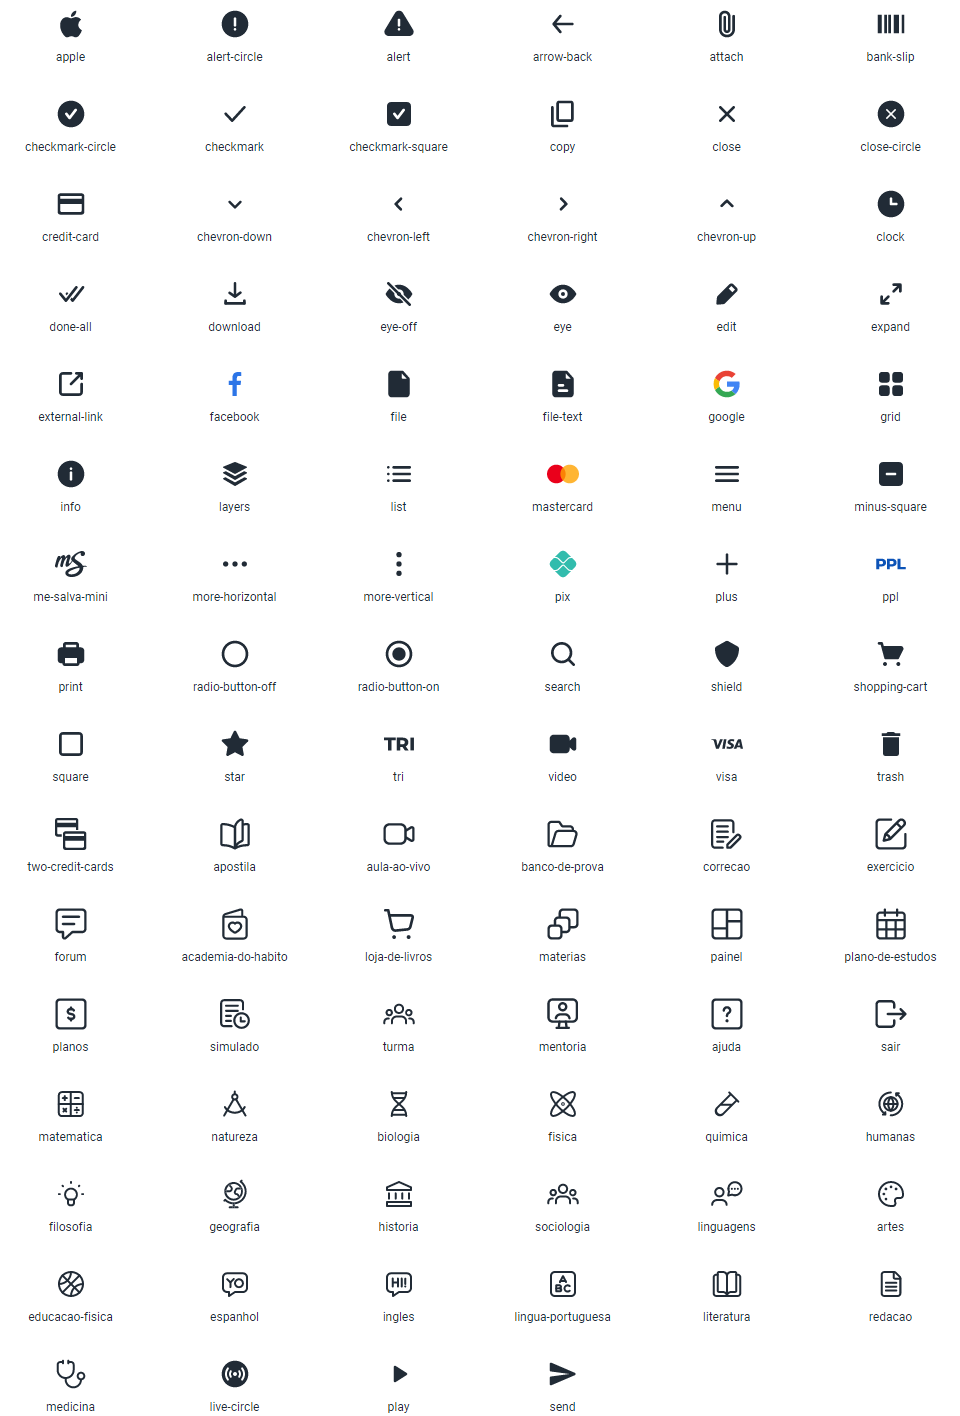 apple alert-circle alert arrow-back attach bank-slip
checkmark-circle checkmark checkmark-square copy close close-circle
credit-card chevron-down chevron-left chevron-right chevron-up clock
done-all download eye-off eye edit expand
external-link facebook file file-text google grid
info layers list mastercard menu minus-square
mS PPL
me-salva-mini more-horizontal more-vertical pix plus ppl
print radio-button-off radio-button-on search shield shopping-cart
TRI VISA
square star tri video visa trash
two-credit-cards apostila aula-ao-vivo banco-de-prova correcao exercicio
forum academia-do-habito loja-de-livros materias painel plano-de-estudos
$ ?
planos simulado turma mentoria ajuda sair
matematica natureza biologia fisica quimica humanas
filosofia geografia historia sociologia linguagens artes
YO HI! A
BC
educacao-fisica espanhol ingles lingua-portuguesa literatura redacao
medicina live-circle play send